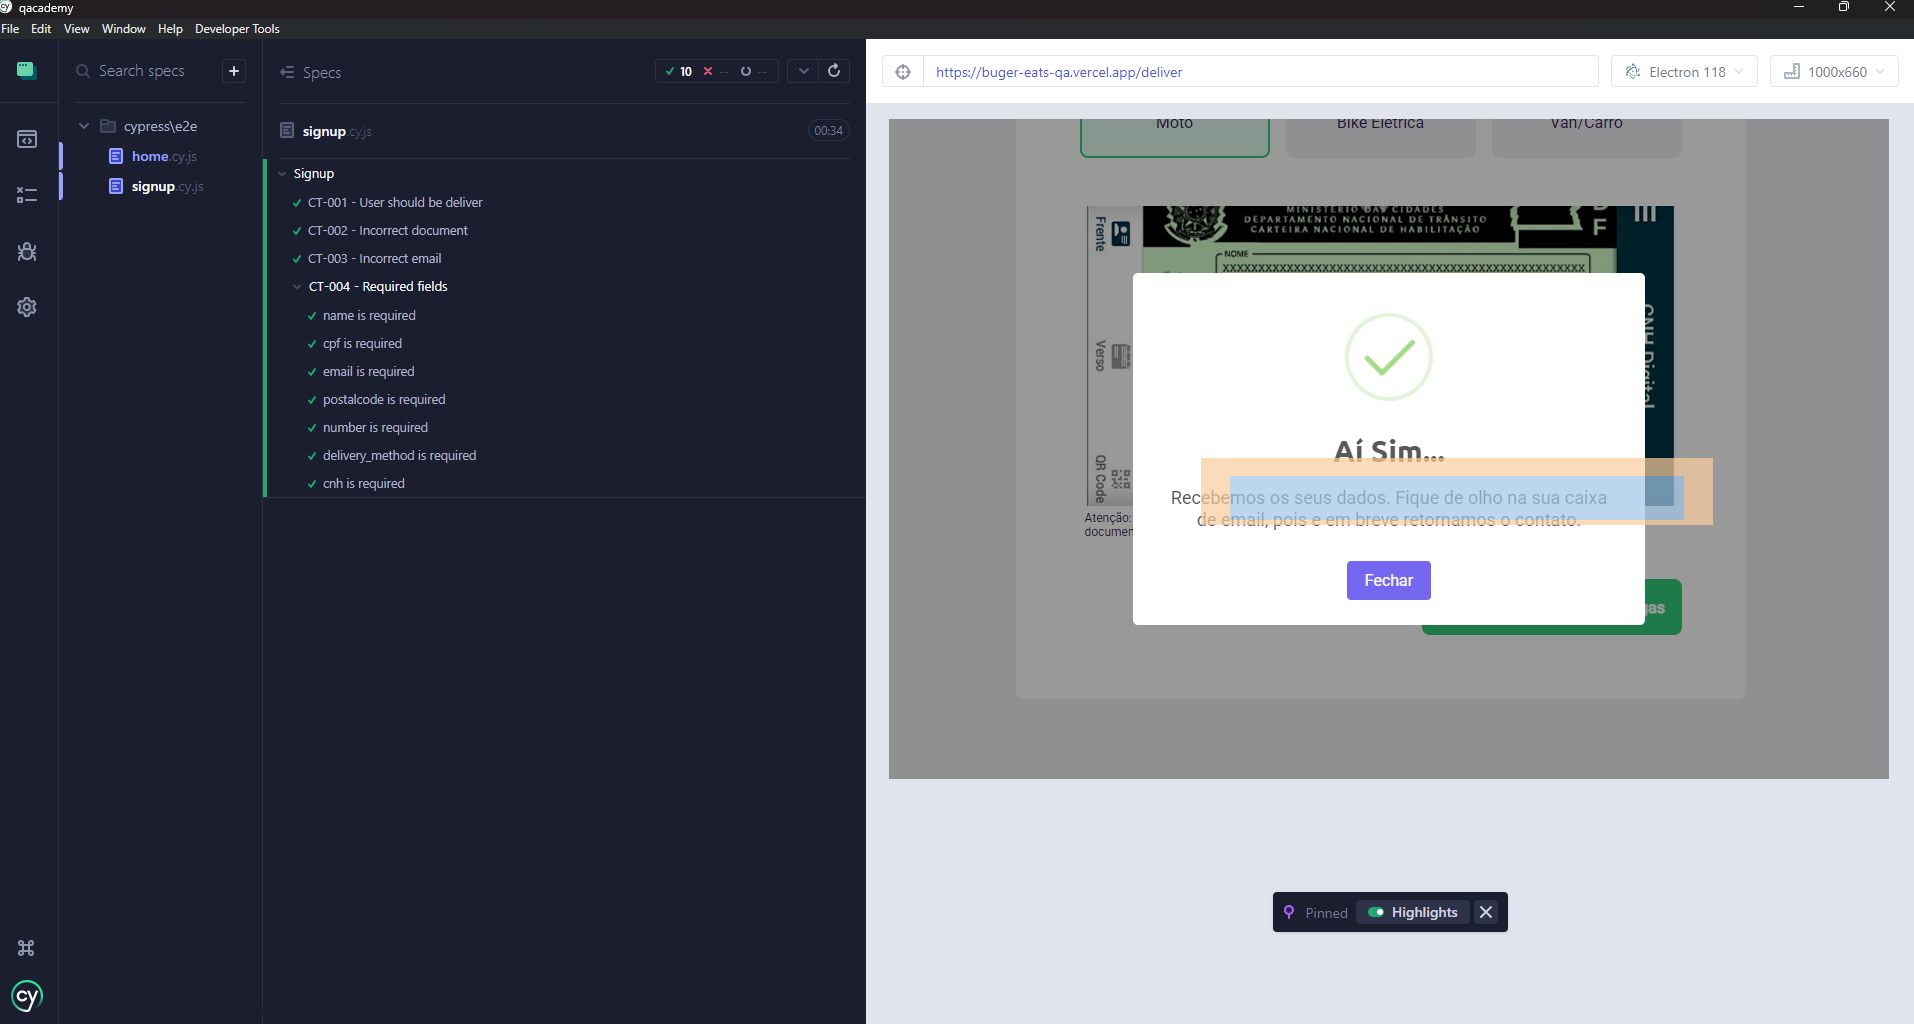 qacademy
File Edit View Window Help Developer Tools
Search specs
+
Specs
10 -- --
https://buger-eats-qa.vercel.app/deliver
Electron 118
1000x660
cypress\e2e
home.cy.js
signup.cy.js
signup.cy.js
00:34
Signup
CT-001 - User should be deliver
CT-002 - Incorrect document
CT-003 - Incorrect email
CT-004 - Required fields
name is required
cpf is required
email is required
postalcode is required
number is required
delivery_method is required
cnh is required
cy
Moto
Bike Elétrica
Van/Carro
MINISTÉRIO DAS CIDADES
DEPARTAMENTO NACIONAL DE TRÂNSITO
CARTEIRA NACIONAL DE HABILITAÇÃO
F
NOME
Frente
Verso
QR Code
CNH Digital
Aí Sim...
Recebemos os seus dados. Fique de olho na sua caixa
de email, pois e em breve retornamos o contato.
Fechar
Atenção:
documen
gas
Pinned
Highlights